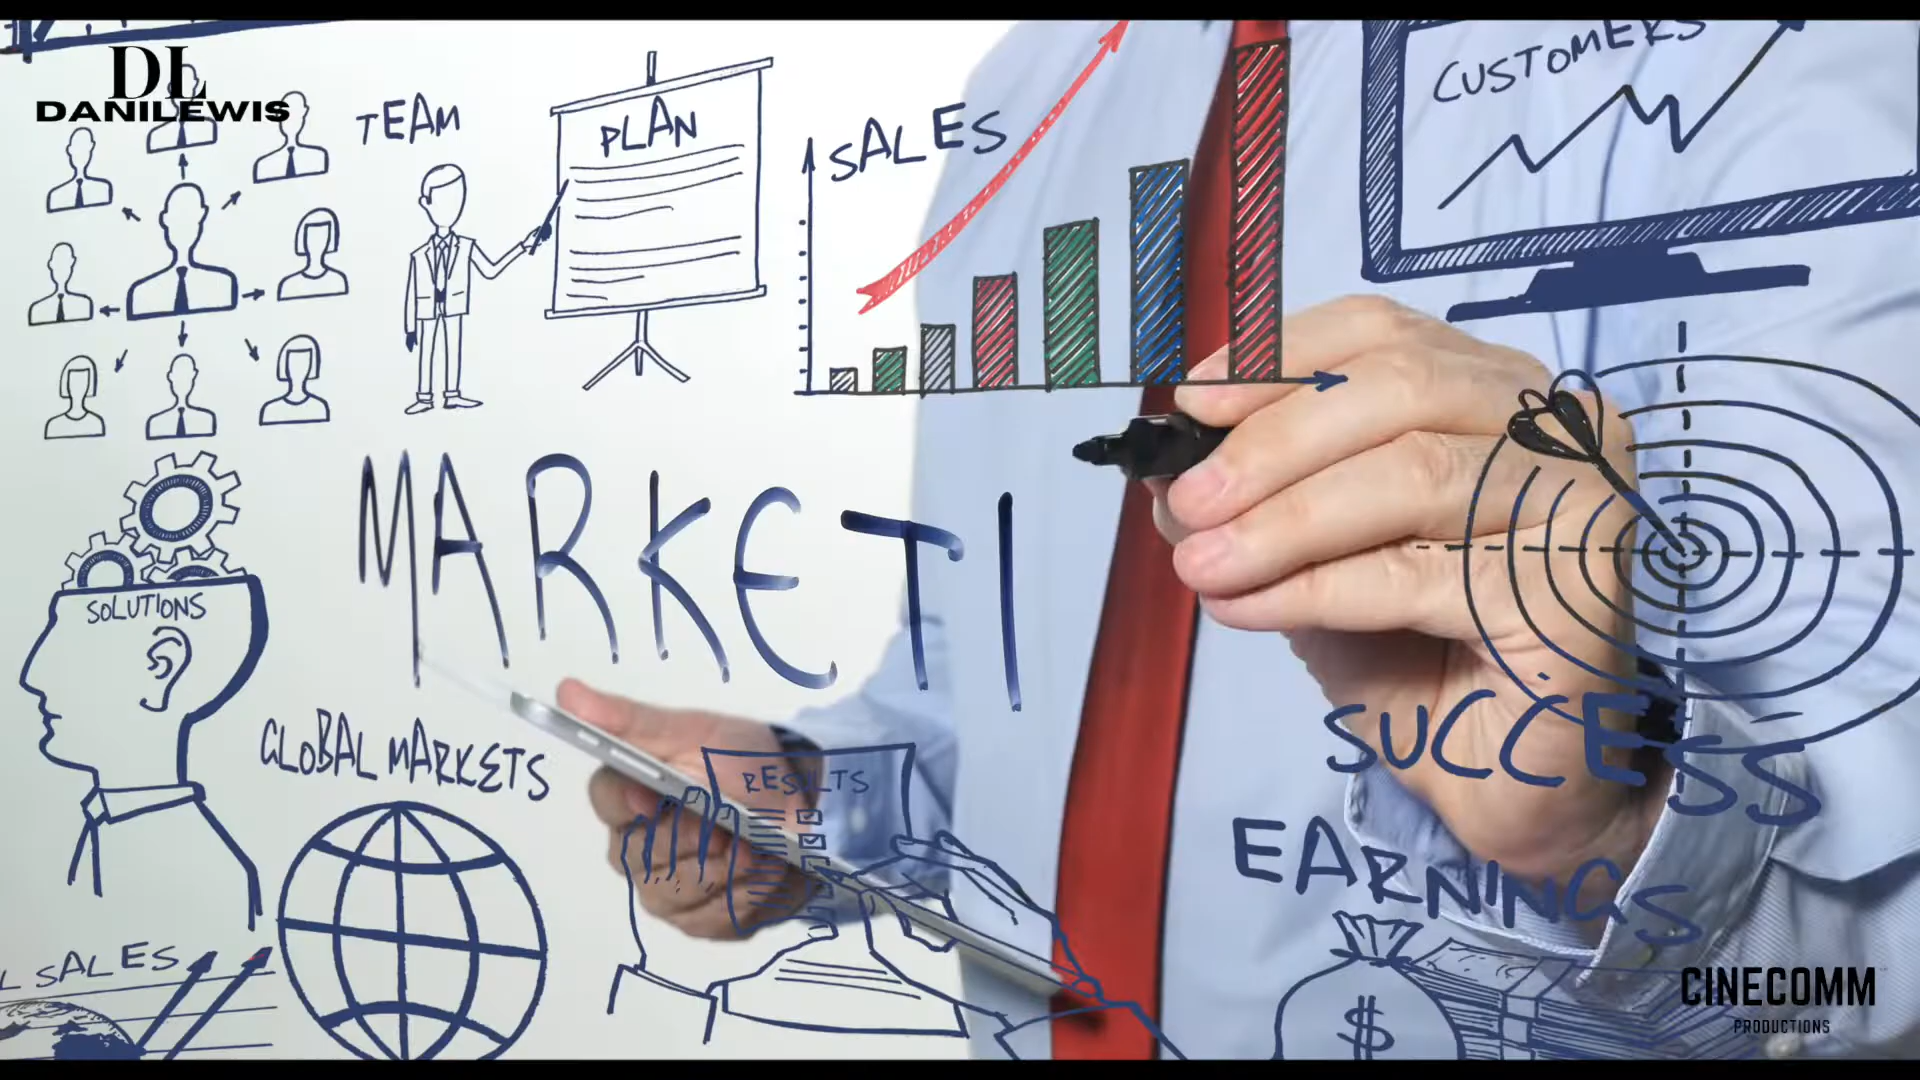 DL
DANILEWIS
TEAM
PLAN
SALES
CUSTOMERS
MARKETI
SOLUTIONS
GLOBAL MARKETS
RESULTS
SUCCESS
EARNINGS
L SALES
$
CINECOMM
PRODUCTIONS